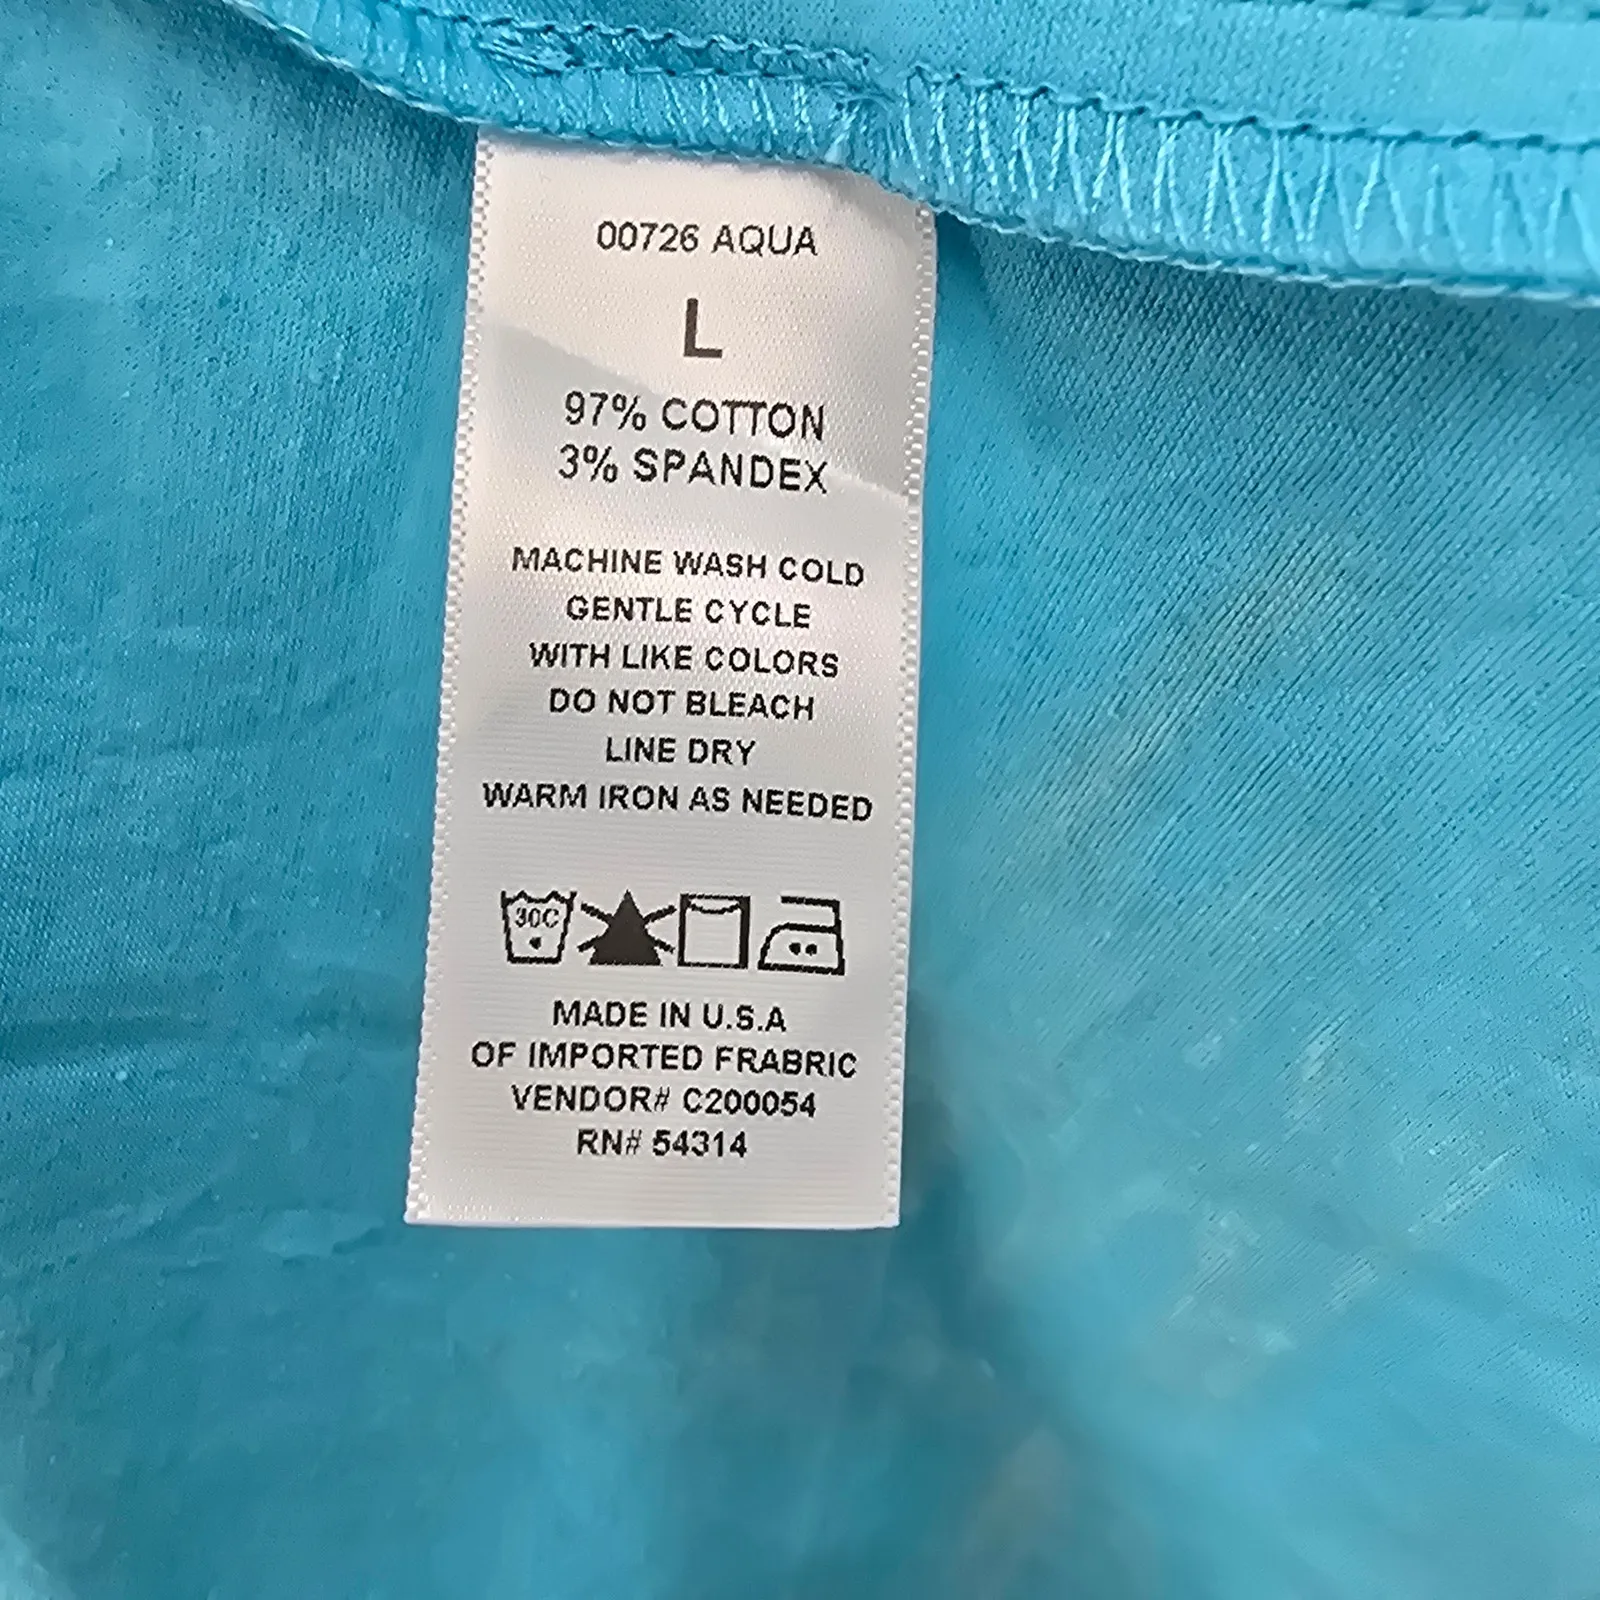 00726 AQUA
L
97% COTTON
3% SPANDEX
MACHINE WASH COLD
GENTLE CYCLE
WITH LIKE COLORS
DO NOT BLEACH
LINE DRY
WARM IRON AS NEEDED
30C
MADE IN U.S.A
OF IMPORTED FRABRIC
VENDOR# C200054
RN# 54314